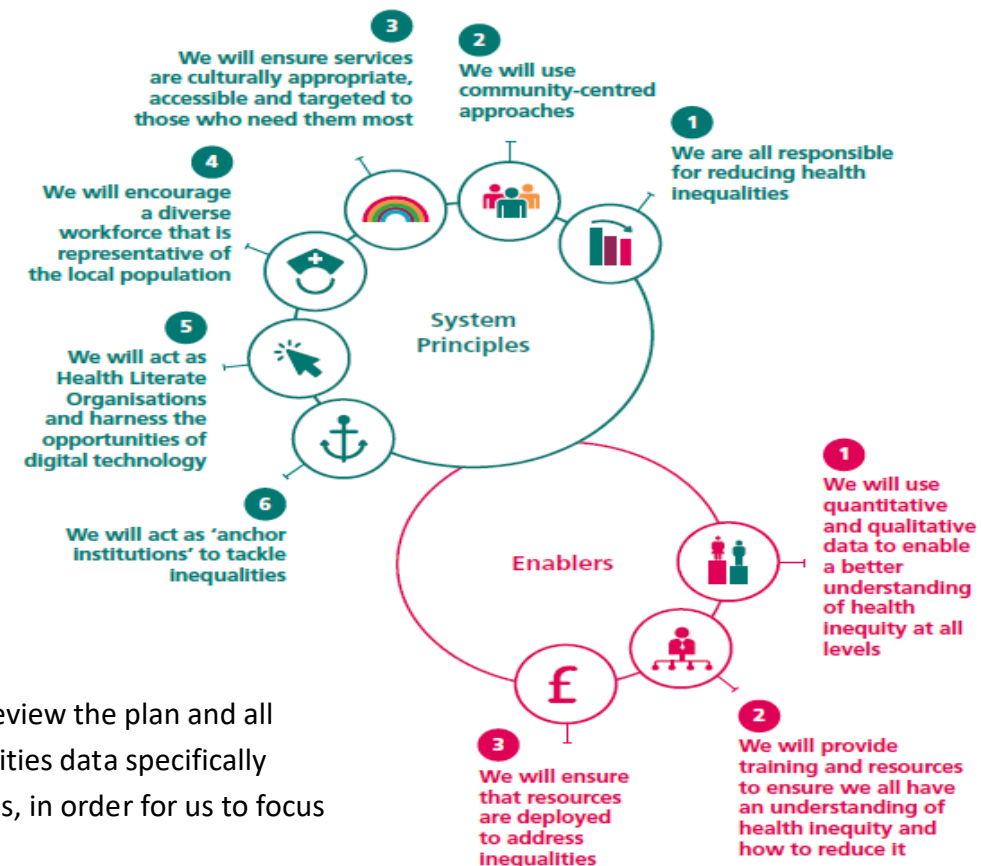 3
We will ensure services
are culturally appropriate,
accessible and targeted to
those who need them most
2
We will use
community-centred
approaches
1
We are all responsible
for reducing health
inequalities
4
We will encourage
a diverse
workforce that is
representative of
the local population
System
Principles
5
We will act as
Health Literate
Organisations
and harness the
opportunities of
digital technology
6
We will act as ‘anchor
institutions’ to tackle
inequalities
Enablers
1
We will use
quantitative
and qualitative
data to enable
a better
understanding
of health
inequity at all
levels
£
2
We will provide
training and resources
to ensure we all have
an understanding of
health inequity and
how to reduce it
3
We will ensure
that resources
are deployed
to address
inequalities
eview the plan and all
ities data specifically
s, in order for us to focus